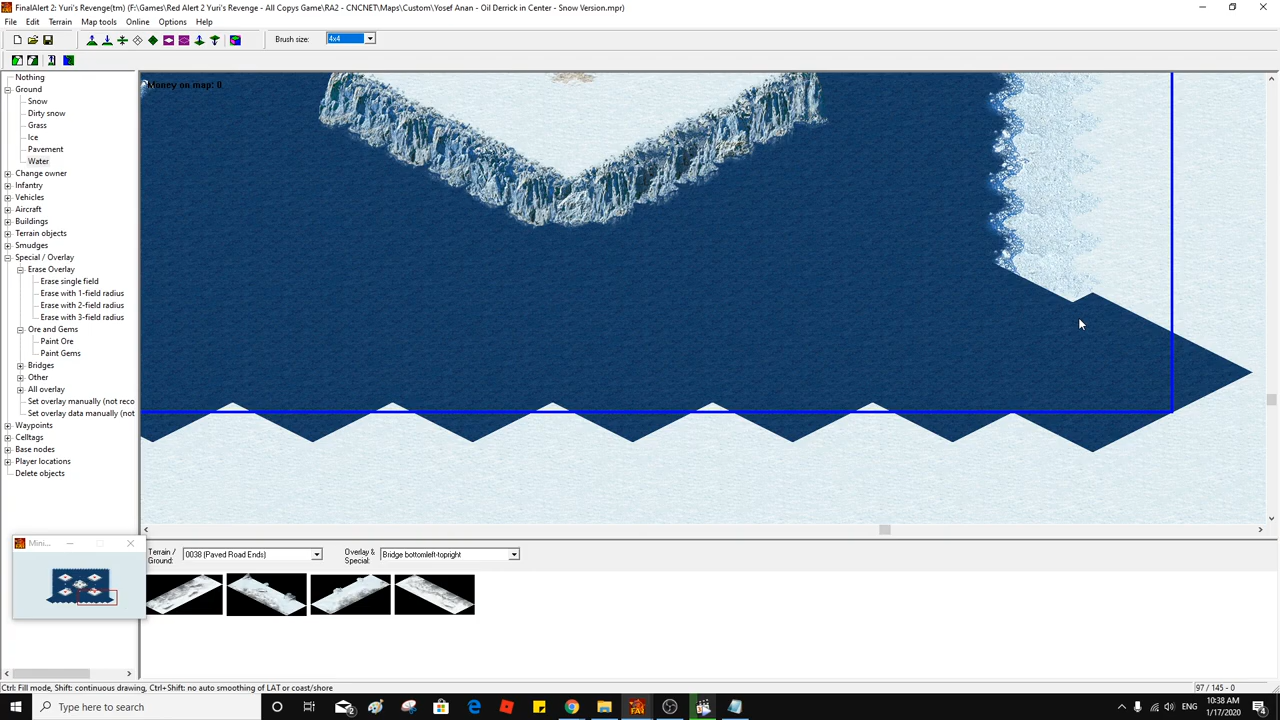 FinalAlert 2: Yuri's Revenge(tm) (F:\Games\Red Alert 2 Yuri's Revenge - All Copys Game\RA2 - CNCNET\Maps\Custom\Yosef Anan - Oil Derrick in Center - Snow Version.mpr)
File Edit Terrain Map tools Online Options Help
Brush size: 4x4
Nothing
Ground
Snow
Dirty snow
Grass
Ice
Pavement
Water
Change owner
Infantry
Vehicles
Aircraft
Buildings
Terrain objects
Smudges
Special / Overlay
Erase Overlay
Erase single field
Erase with 1-field radius
Erase with 2-field radius
Erase with 3-field radius
Ore and Gems
Paint Ore
Paint Gems
Bridges
Other
All overlay
Set overlay manually (not reco
Set overlay data manually (not
Waypoints
Celltags
Base nodes
Player locations
Delete objects
Money on map: 0
Mini...
Terrain / Ground: 0038 (Paved Road Ends)
Overlay & Special: Bridge bottomleft-topright
Ctrl: Fill mode, Shift: continuous drawing, Ctrl+Shift: no auto smoothing of LAT or coast/shore
97 / 145 - 0
Type here to search
10:38 AM
1/17/2020